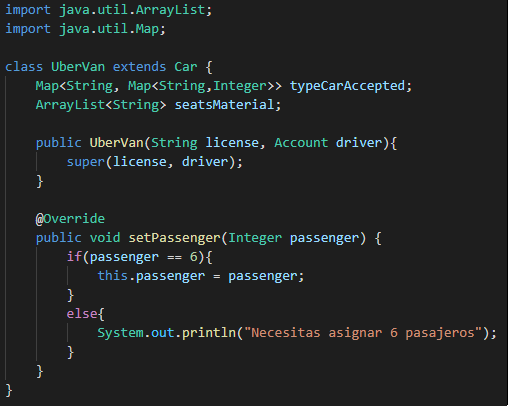 import java.util.ArrayList;
import java.util.Map;

class UberVan extends Car {
    Map<String, Map<String,Integer>> typeCarAccepted;
    ArrayList<String> seatsMaterial;

    public UberVan(String license, Account driver){
        super(license, driver);
    }

    @Override
    public void setPassenger(Integer passenger) {
        if(passenger == 6){
            this.passenger = passenger;
        }
        else{
            System.out.println("Necesitas asignar 6 pasajeros");
        }
    }
}